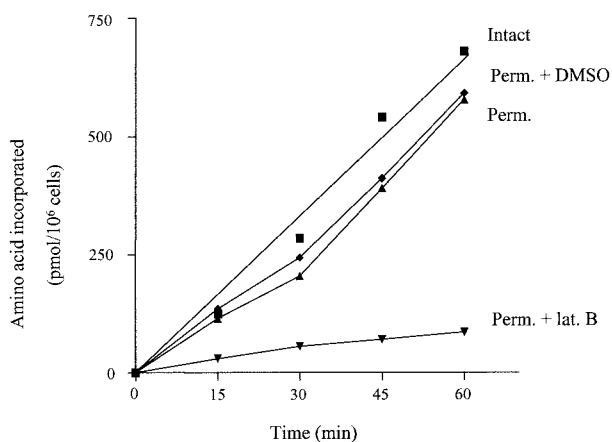 750
500
250
0
Amino acid incorporated
(pmol/10⁶ cells)
Intact
Perm. + DMSO
Perm.
Perm. + lat. B
0 15 30 45 60
Time (min)